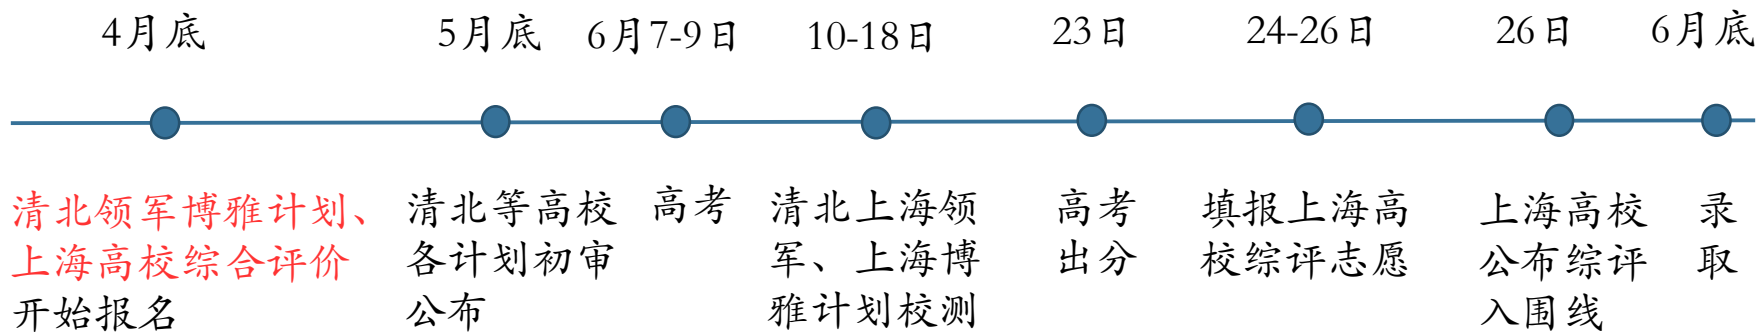 4月底
5月底
6月7-9日
10-18日
23日
24-26日
26日
6月底
清北领军博雅计划、
上海高校综合评价
开始报名
清北等高校
各计划初审
公布
高考
清北上海领
军、上海博
雅计划校测
高考
出分
填报上海高
校综评志愿
上海高校
公布综评
入围线
录
取